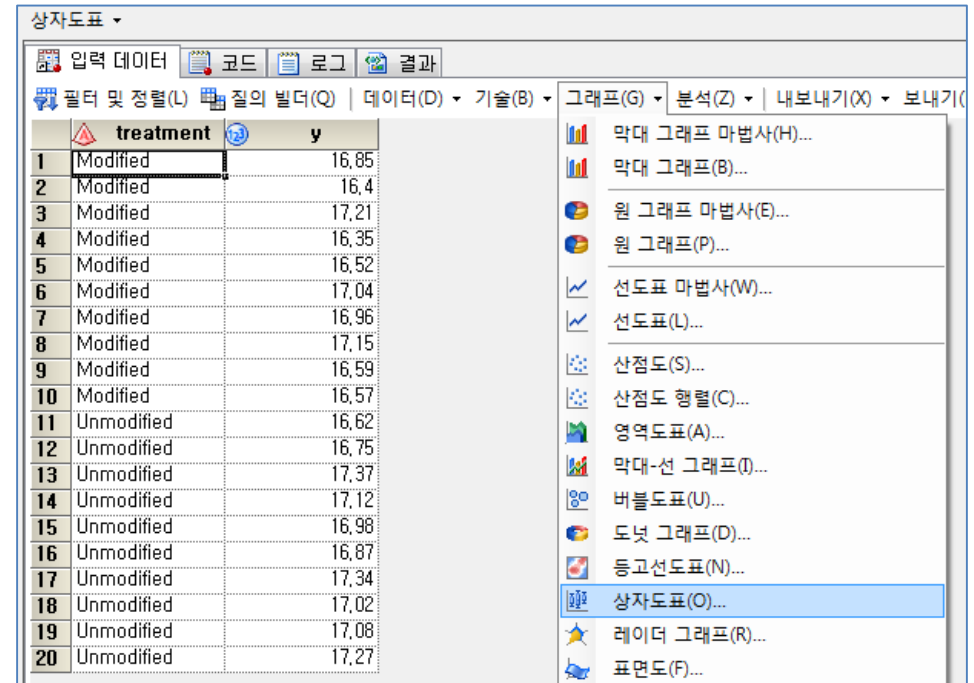 상자도표 ▾
입력 데이터 코드 로그 결과
필터 및 정렬(L) 질의 빌더(Q) | 데이터(D) ▾ 기술(B) ▾ 그래프(G) ▾ 분석(Z) ▾ | 내보내기(X) ▾ 보내기(
treatment y
1 Modified 16,85
2 Modified 16,4
3 Modified 17,21
4 Modified 16,35
5 Modified 16,52
6 Modified 17,04
7 Modified 16,96
8 Modified 17,15
9 Modified 16,59
10 Modified 16,57
11 Unmodified 16,62
12 Unmodified 16,75
13 Unmodified 17,37
14 Unmodified 17,12
15 Unmodified 16,98
16 Unmodified 16,87
17 Unmodified 17,34
18 Unmodified 17,02
19 Unmodified 17,08
20 Unmodified 17,27
막대 그래프 마법사(H)...
막대 그래프(B)...
원 그래프 마법사(E)...
원 그래프(P)...
선도표 마법사(W)...
선도표(L)...
산점도(S)...
산점도 행렬(C)...
영역도표(A)...
막대-선 그래프(I)...
버블도표(U)...
도넛 그래프(D)...
등고선도표(N)...
상자도표(O)...
레이더 그래프(R)...
표면도(F)...